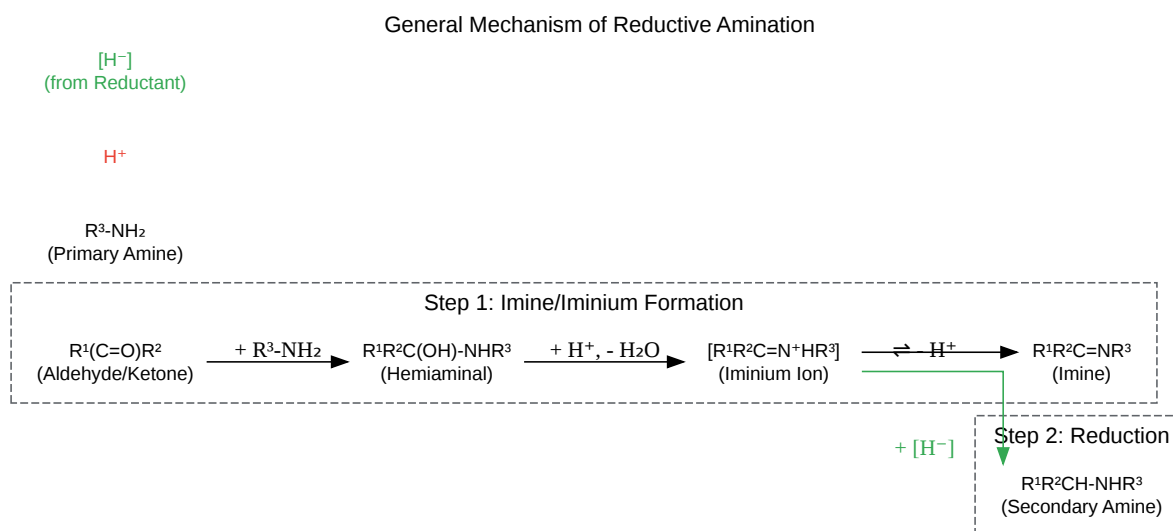 General Mechanism of Reductive Amination
[H⁻]
(from Reductant)
H⁺
R³-NH₂
(Primary Amine)
Step 1: Imine/Iminium Formation
R¹(C=O)R²
(Aldehyde/Ketone)
+ R³-NH₂
R¹R²C(OH)-NHR³
(Hemiaminal)
+ H⁺, - H₂O
[R¹R²C=N⁺HR³]
(Iminium Ion)
⇌ - H⁺
R¹R²C=NR³
(Imine)
+ [H⁻]
Step 2: Reduction
R¹R²CH-NHR³
(Secondary Amine)